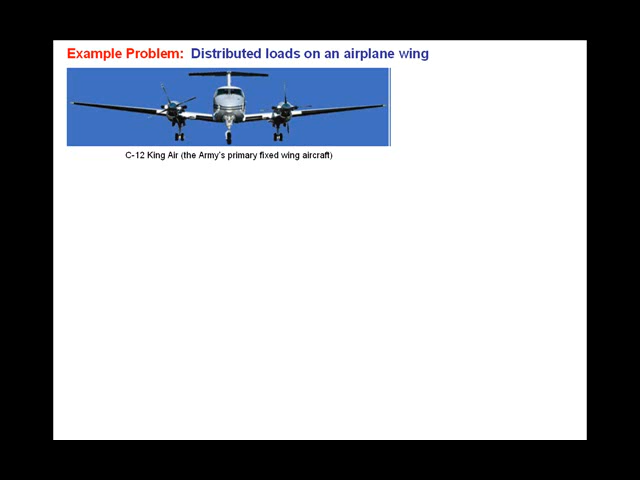 Example Problem: Distributed loads on an airplane wing
C-12 King Air (the Army's primary fixed wing aircraft)